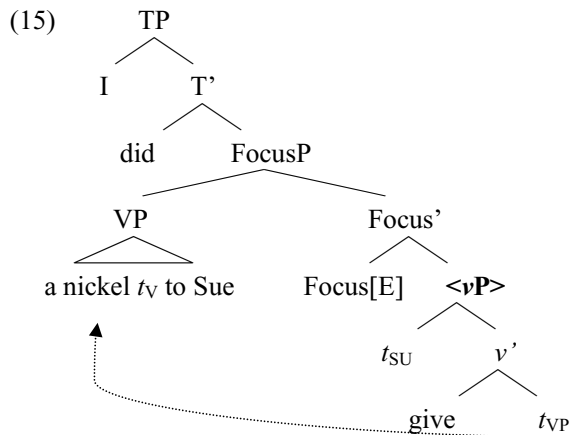 (15) TP
I T’
did FocusP
VP Focus’
a nickel tV to Sue Focus[E] <vP>
tSU v’
give tVP